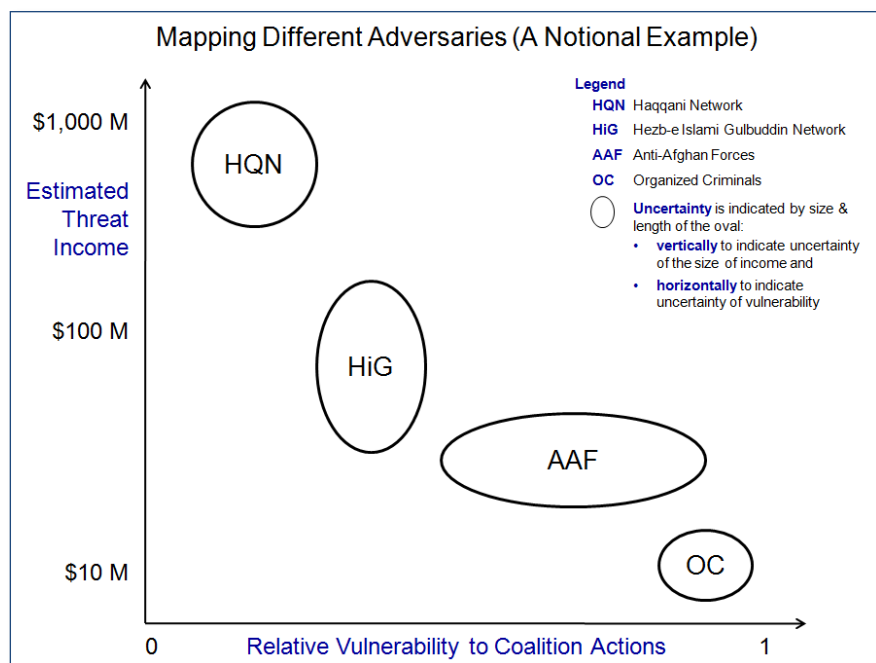 Mapping Different Adversaries (A Notional Example)
Legend
HQN Haqqani Network
HiG Hezb-e Islami Gulbuddin Network
AAF Anti-Afghan Forces
OC Organized Criminals
Uncertainty is indicated by size &
length of the oval:
• vertically to indicate uncertainty
of the size of income and
• horizontally to indicate
uncertainty of vulnerability
$1,000 M
Estimated
Threat
Income
$100 M
$10 M
HQN
HiG
AAF
OC
0 Relative Vulnerability to Coalition Actions 1